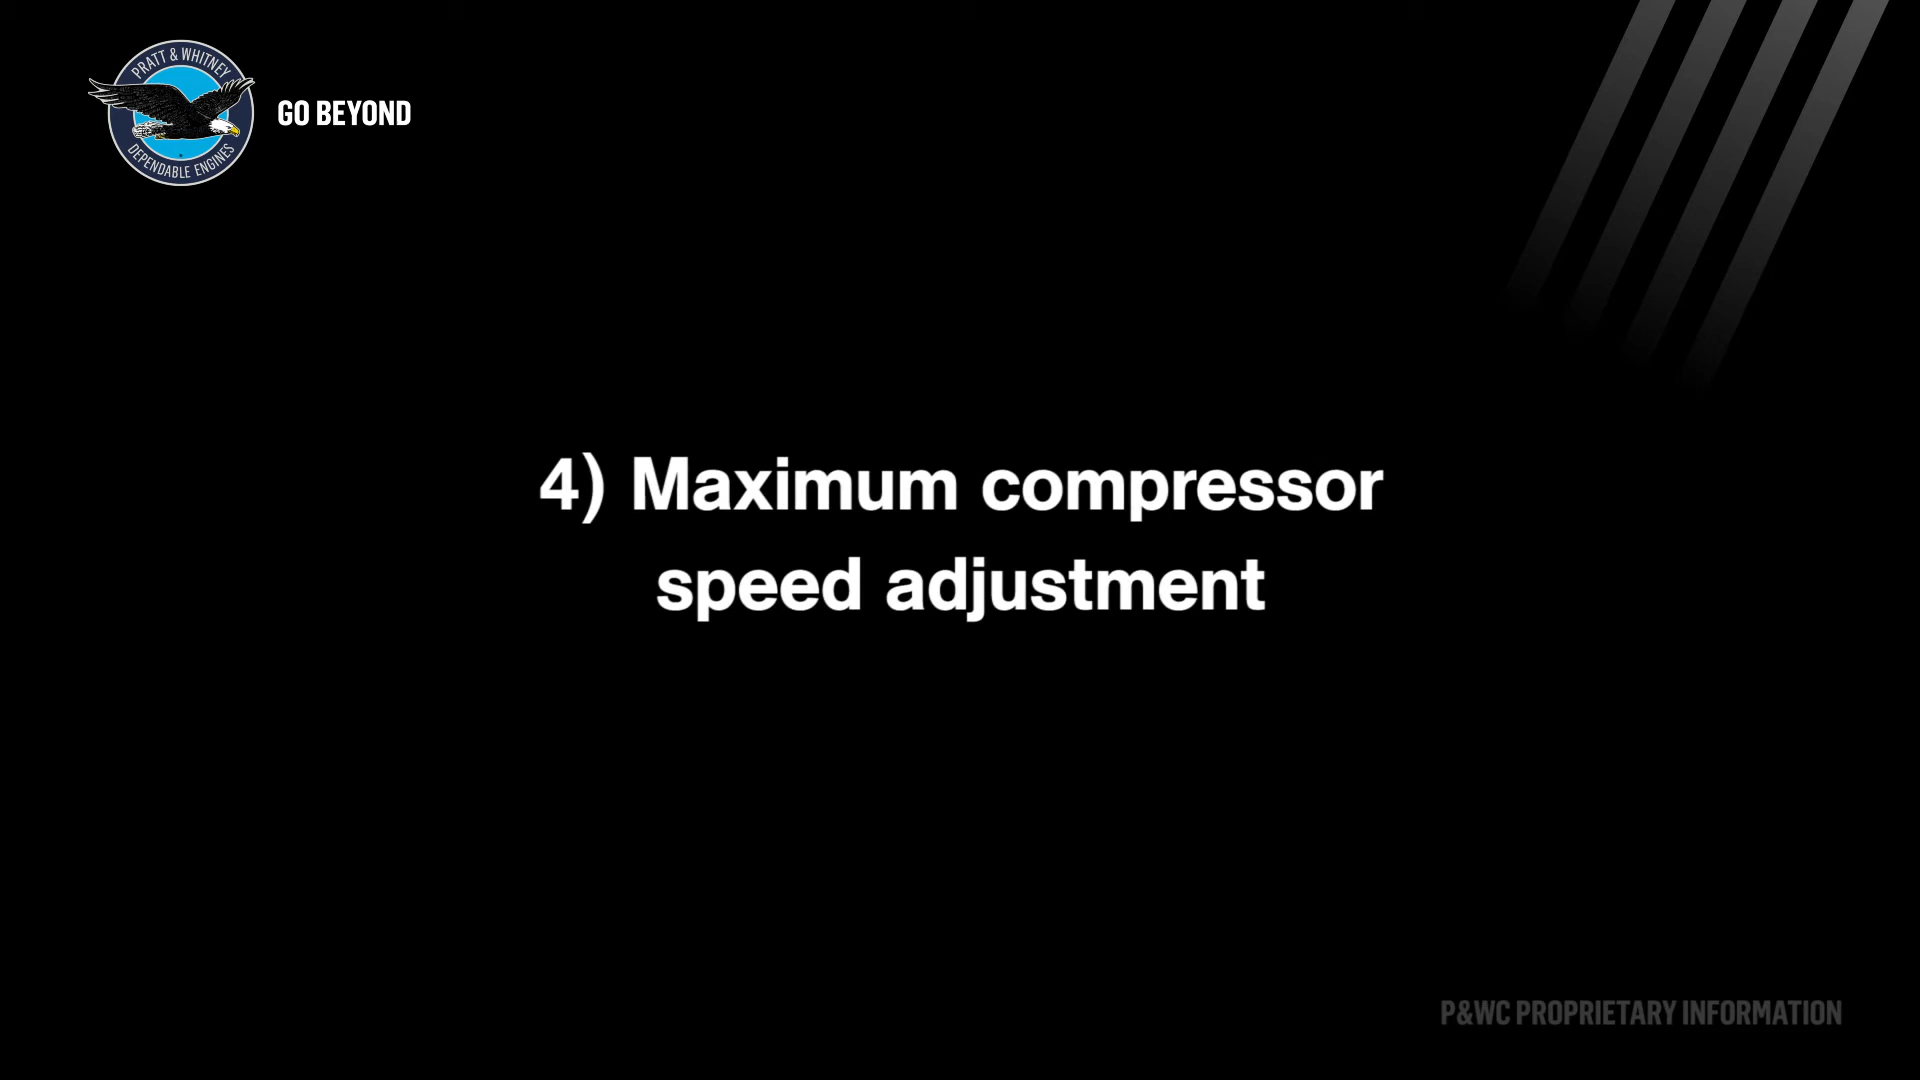 PRATT & WHITNEY
DEPENDABLE ENGINES
GO BEYOND
4) Maximum compressor
speed adjustment
P&WC PROPRIETARY INFORMATION